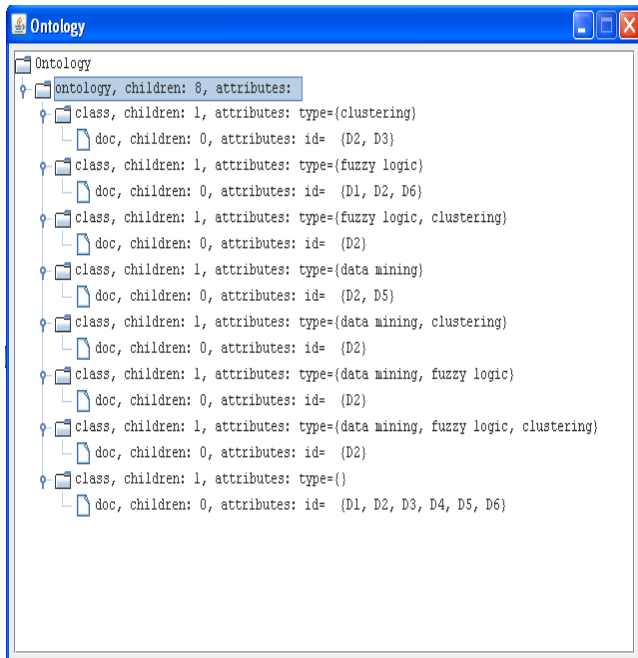 Ontology
Ontology
ontology, children: 8, attributes:
class, children: 1, attributes: type={clustering}
doc, children: 0, attributes: id= {D2, D3}
class, children: 1, attributes: type={fuzzy logic}
doc, children: 0, attributes: id= {D1, D2, D6}
class, children: 1, attributes: type={fuzzy logic, clustering}
doc, children: 0, attributes: id= {D2}
class, children: 1, attributes: type={data mining}
doc, children: 0, attributes: id= {D2, D5}
class, children: 1, attributes: type={data mining, clustering}
doc, children: 0, attributes: id= {D2}
class, children: 1, attributes: type={data mining, fuzzy logic}
doc, children: 0, attributes: id= {D2}
class, children: 1, attributes: type={data mining, fuzzy logic, clustering}
doc, children: 0, attributes: id= {D2}
class, children: 1, attributes: type={}
doc, children: 0, attributes: id= {D1, D2, D3, D4, D5, D6}